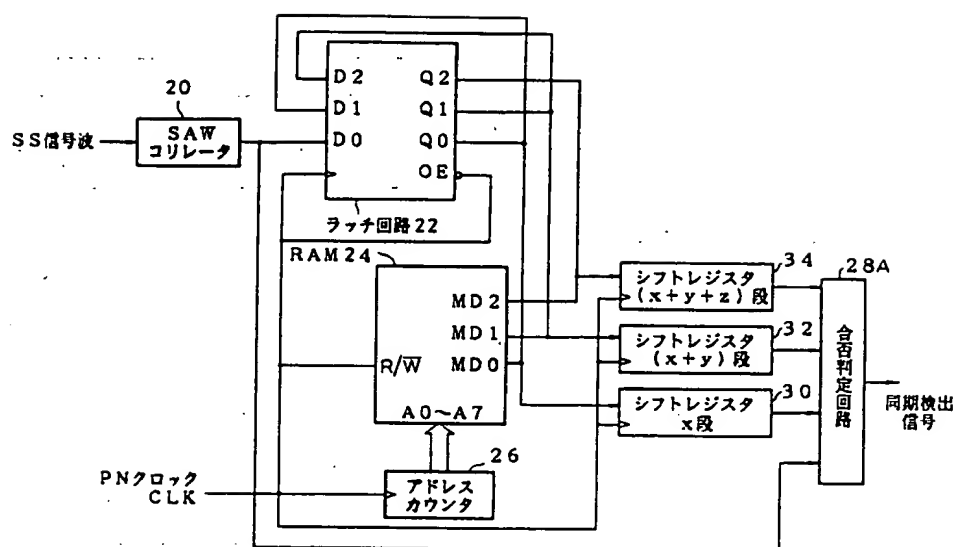 20
SS信号波
SAW
コリレータ
D2
D1
D0
Q2
Q1
Q0
OE
ラッチ回路22
RAM24
MD2
MD1
MD0
R/W̅
A0〜A7
26
アドレス
カウンタ
PNクロック
CLK
34
シフトレジスタ
(x+y+z)段
32
シフトレジスタ
(x+y)段
30
シフトレジスタ
x段
28A
合否判定回路
同期検出
信号